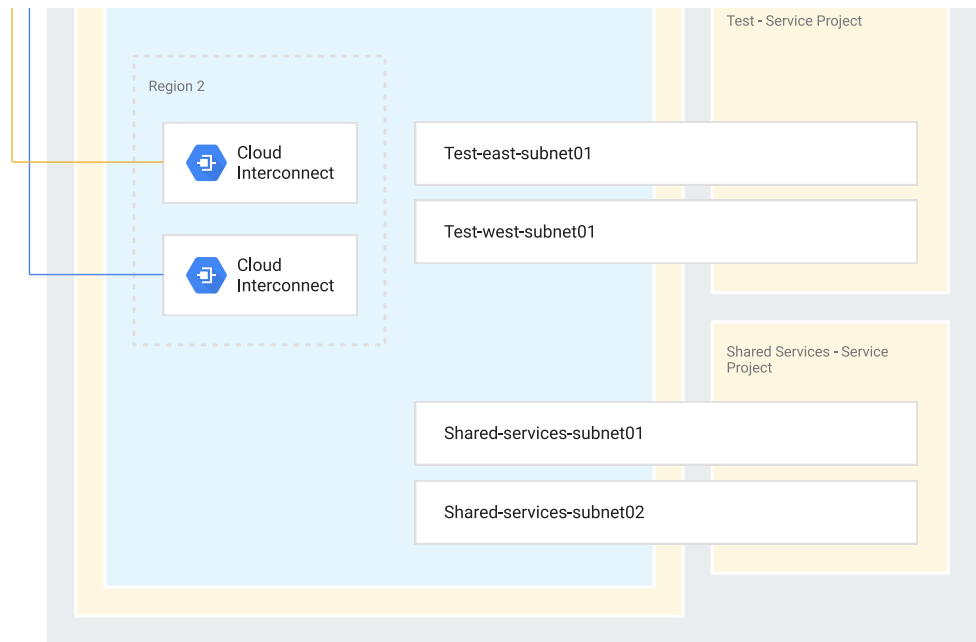 Test - Service Project
Region 2
Cloud
Interconnect
Test-east-subnet01
Test-west-subnet01
Cloud
Interconnect
Shared Services - Service
Project
Shared-services-subnet01
Shared-services-subnet02